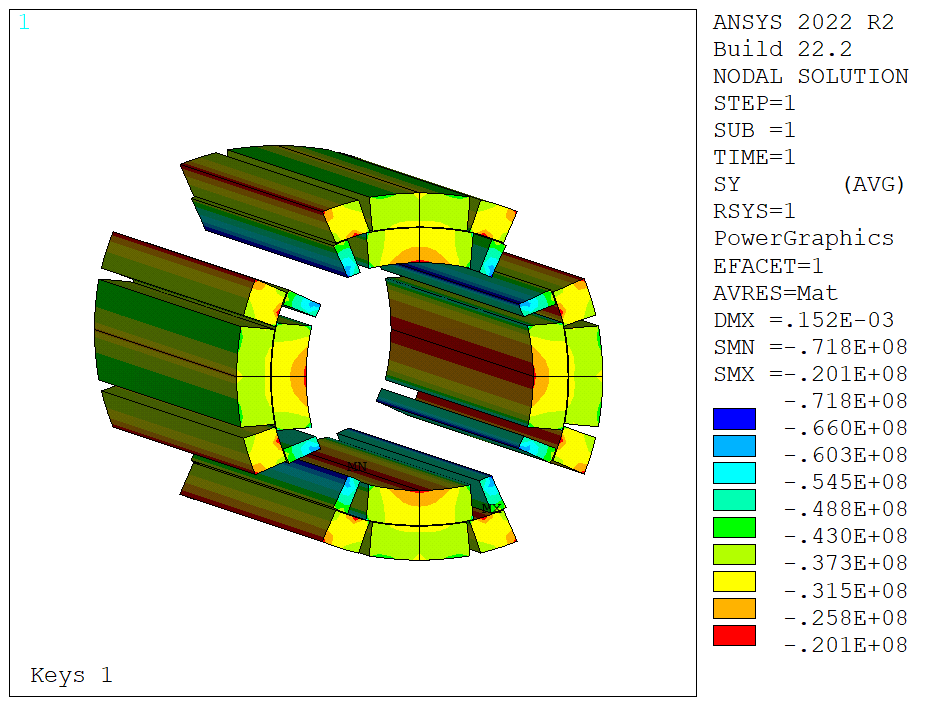 1
ANSYS 2022 R2
Build 22.2
NODAL SOLUTION
STEP=1
SUB =1
TIME=1
SY (AVG)
RSYS=1
PowerGraphics
EFACET=1
AVRES=Mat
DMX =.152E-03
SMN =-.718E+08
SMX =-.201E+08
-.718E+08
-.660E+08
-.603E+08
-.545E+08
-.488E+08
-.430E+08
-.373E+08
-.315E+08
-.258E+08
-.201E+08
MN
MX
Keys 1